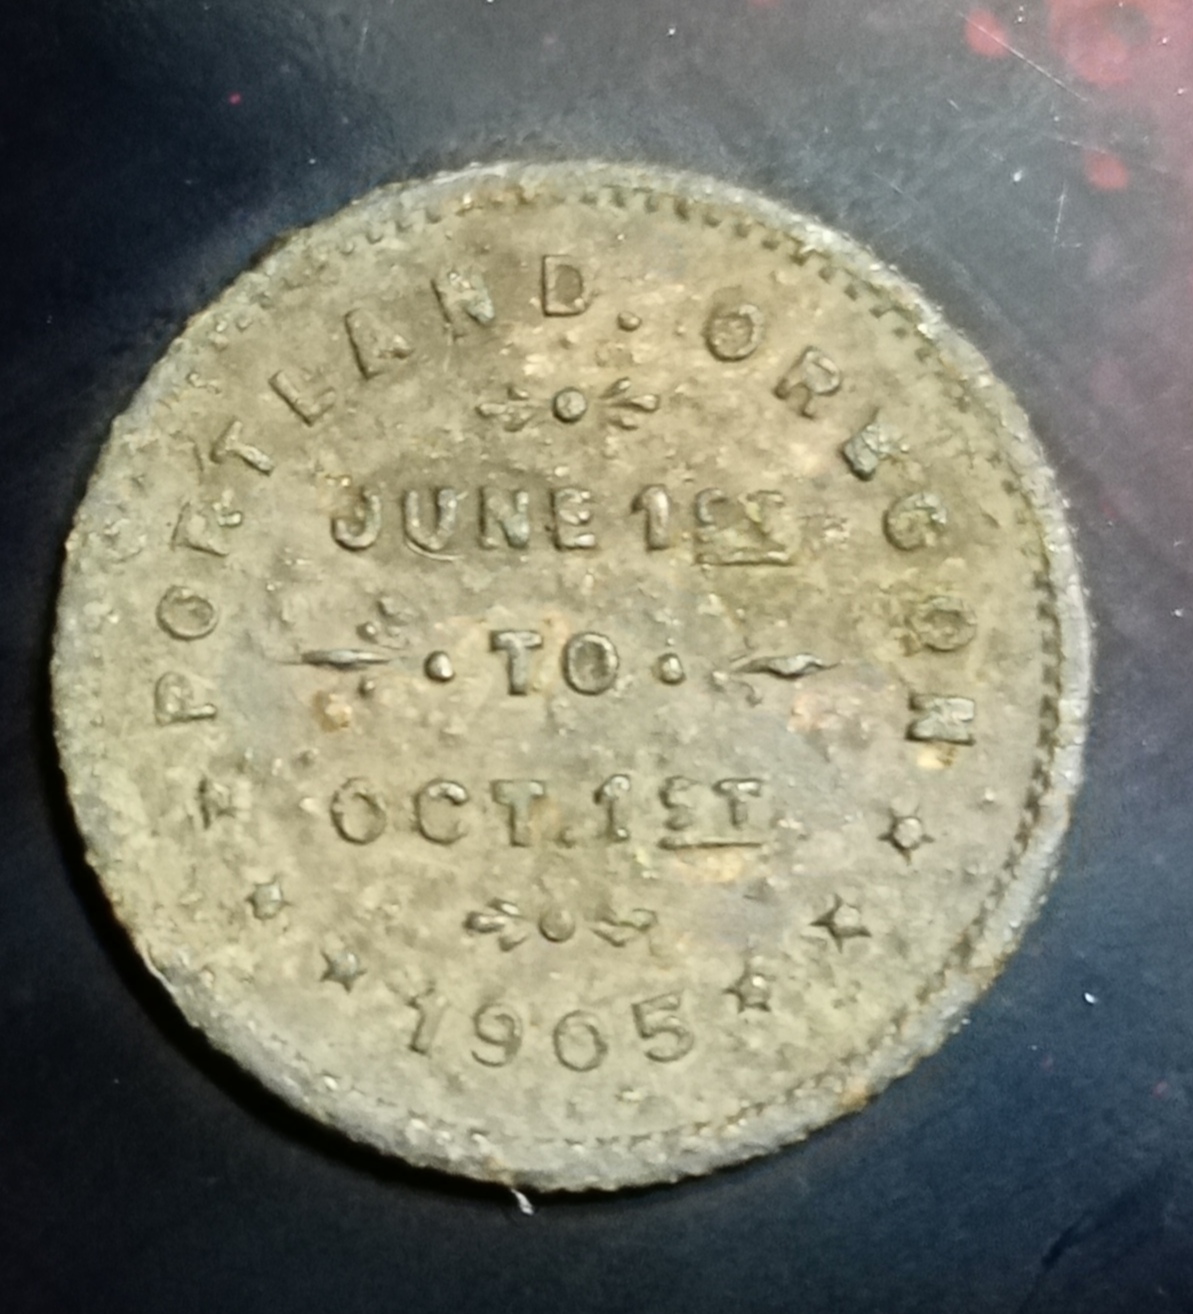 PORTLAND. OREGON
JUNE 1ST
TO
OCT. 1ST
1905